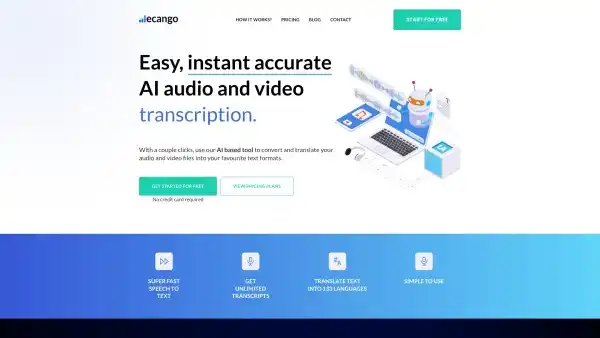 ecango
HOW IT WORKS?
PRICING
BLOG
CONTACT
START FOR FREE
Easy, instant accurate
AI audio and video
transcription.
With a couple clicks, use our AI based tool to convert and translate your
audio and video files into your favourite text formats.
GET STARTED FOR FREE
VIEW PRICING PLANS
No credit card required
SUPER FAST
SPEECH TO
TEXT
GET
UNLIMITED
TRANSCRIPTS
TRANSLATE TEXT
INTO 133 LANGUAGES
SIMPLE TO USE